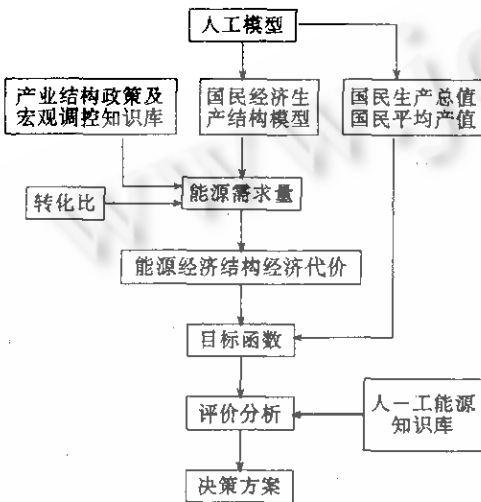 人工模型
产业结构政策及
宏观调控知识库
国民经济生
产结构模型
国民生产总值
国民平均产值
转化比
能源需求量
能源经济结构经济代价
目标函数
评价分析
人一工能源
知识库
决策方案